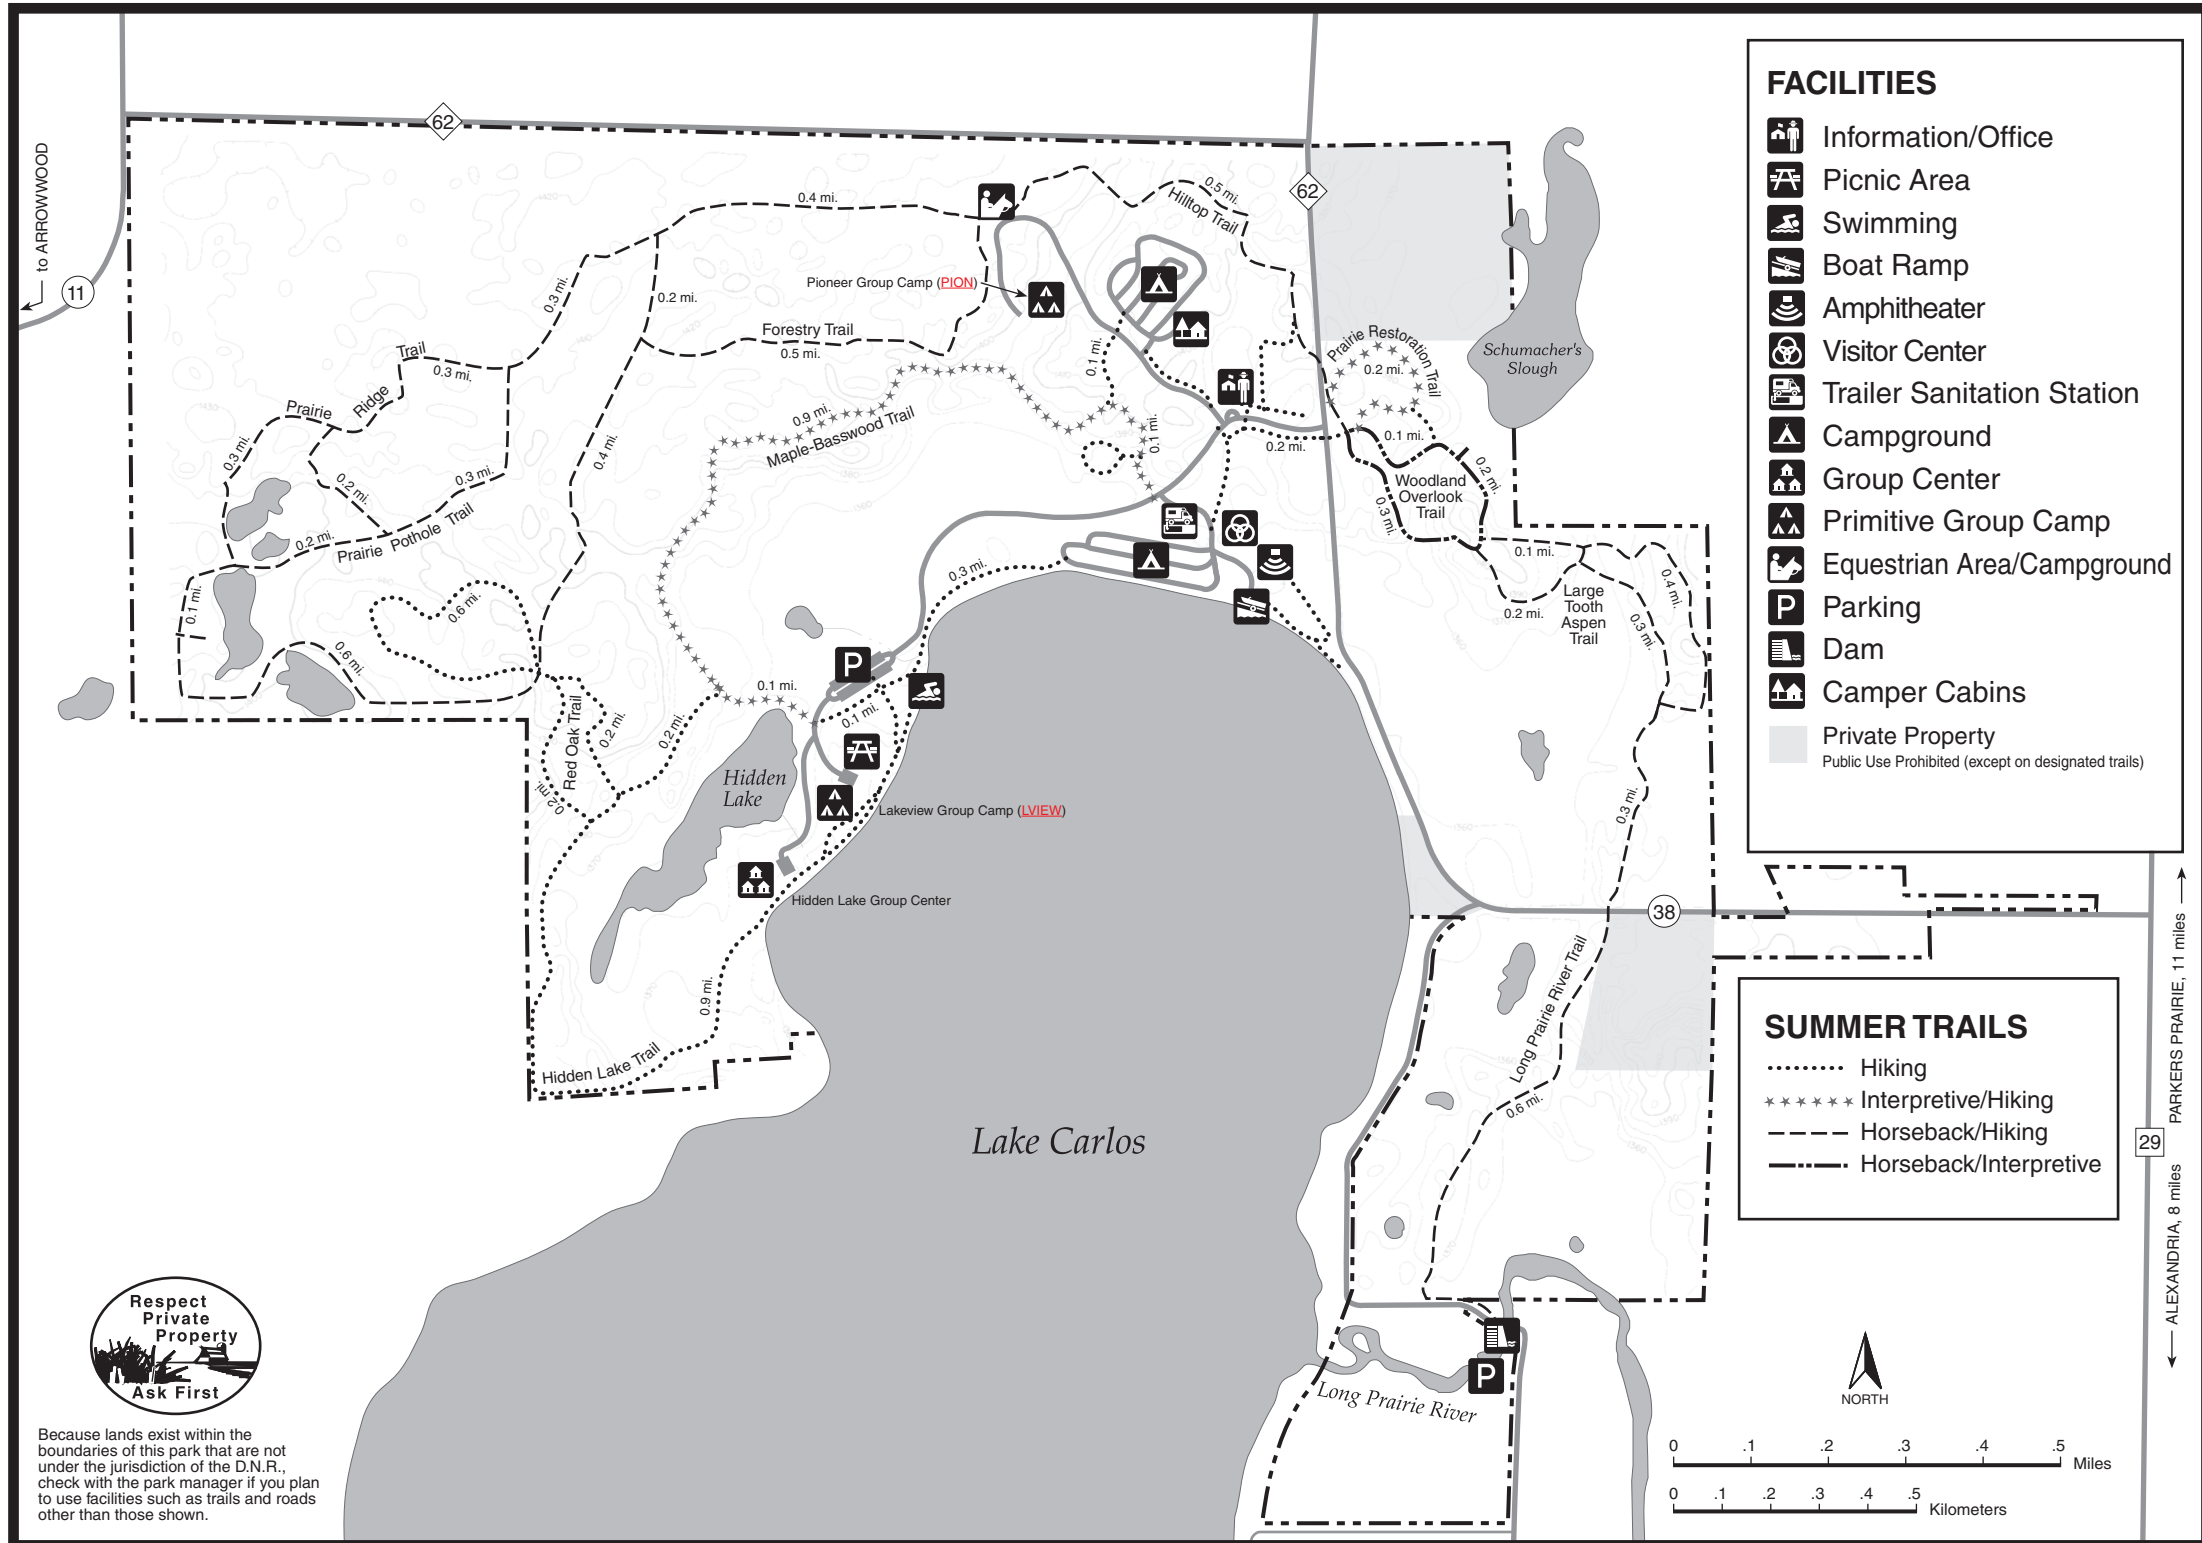 62
62
11
38
29
to ARROWWOOD
PARKERS PRAIRIE, 11 miles
ALEXANDRIA, 8 miles
FACILITIES
Information/Office
Picnic Area
Swimming
Boat Ramp
Amphitheater
Visitor Center
Trailer Sanitation Station
Campground
Group Center
Primitive Group Camp
Equestrian Area/Campground
P Parking
Dam
Camper Cabins
Private Property
Public Use Prohibited (except on designated trails)
SUMMER TRAILS
Hiking
Interpretive/Hiking
Horseback/Hiking
Horseback/Interpretive
0.4 mi.
0.5 mi.
Hilltop Trail
Pioneer Group Camp (PION)
0.3 mi.
0.2 mi.
Forestry Trail
0.5 mi.
Prairie Ridge Trail
0.3 mi.
0.3 mi.
0.2 mi.
0.3 mi.
0.2 mi.
Prairie Pothole Trail
0.4 mi.
0.9 mi.
Maple-Basswood Trail
0.1 mi.
0.1 mi.
0.2 mi.
Prairie Restoration Trail
0.2 mi.
0.1 mi.
Schumacher's
Slough
Woodland
Overlook
Trail
0.2 mi.
0.3 mi.
0.1 mi.
0.2 mi.
Large
Tooth
Aspen
Trail
0.4 mi.
0.3 mi.
0.3 mi.
0.1 mi.
0.6 mi.
0.6 mi.
0.3 mi.
P
0.1 mi.
0.1 mi.
Red Oak Trail
0.2 mi.
0.2 mi.
0.2 mi.
Hidden
Lake
Lakeview Group Camp (LVIEW)
Hidden Lake Group Center
0.9 mi.
Hidden Lake Trail
Long Prairie River Trail
0.6 mi.
Lake Carlos
P
Long Prairie River
Respect
Private
Property
Ask First
Because lands exist within the
boundaries of this park that are not
under the jurisdiction of the D.N.R.,
check with the park manager if you plan
to use facilities such as trails and roads
other than those shown.
NORTH
0 .1 .2 .3 .4 .5
Miles
0 .1 .2 .3 .4 .5
Kilometers